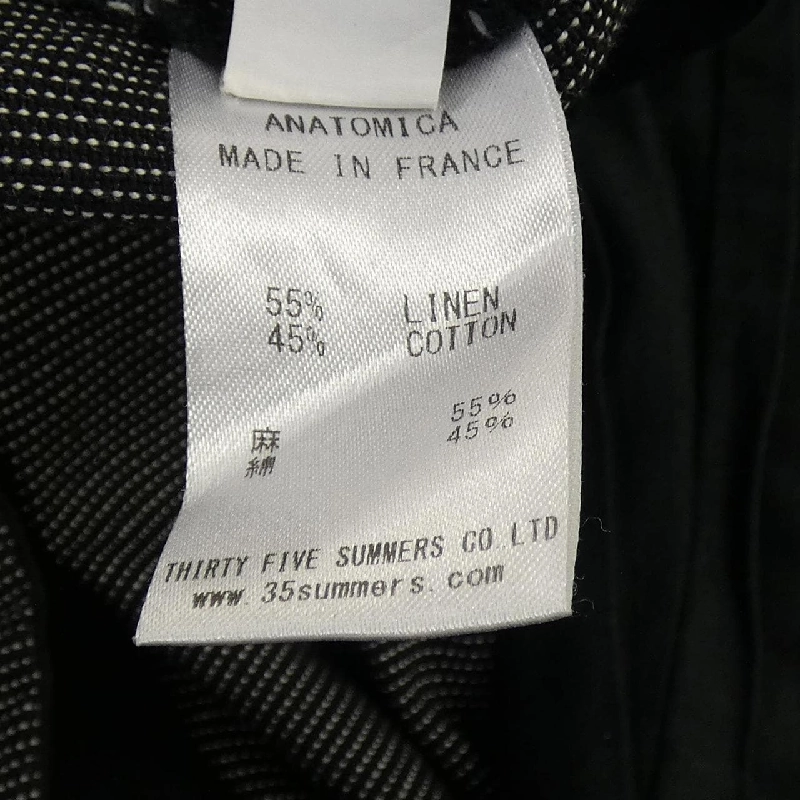 ANATOMICA
MADE IN FRANCE
55% LINEN
45% COTTON
麻 55%
綿 45%
THIRTY FIVE SUMMERS CO. LTD
www.35summers.com